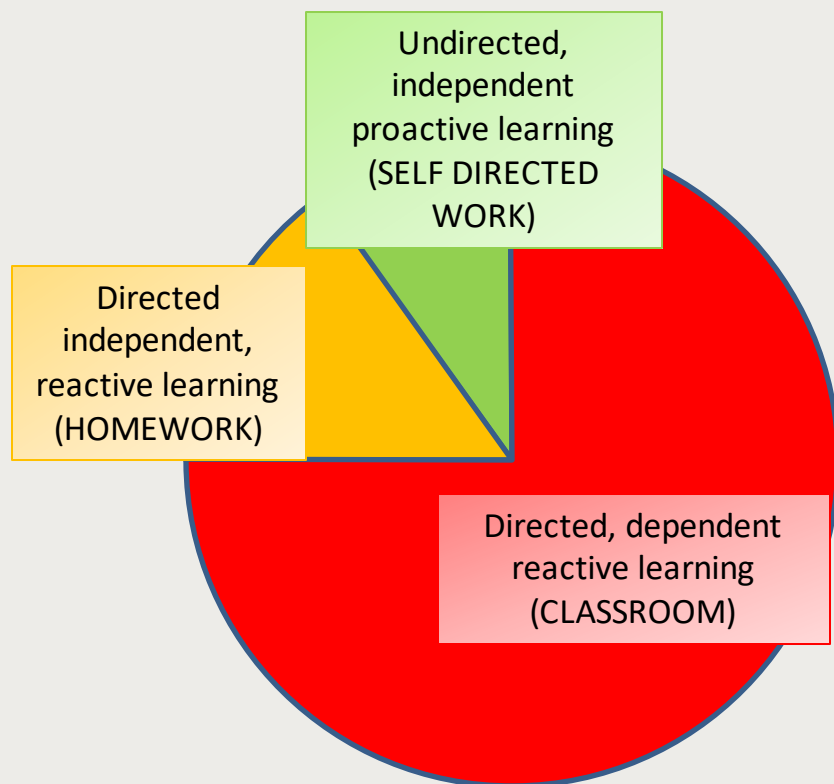 Undirected,
independent
proactive learning
(SELF DIRECTED
WORK)
Directed
independent,
reactive learning
(HOMEWORK)
Directed, dependent
reactive learning
(CLASSROOM)